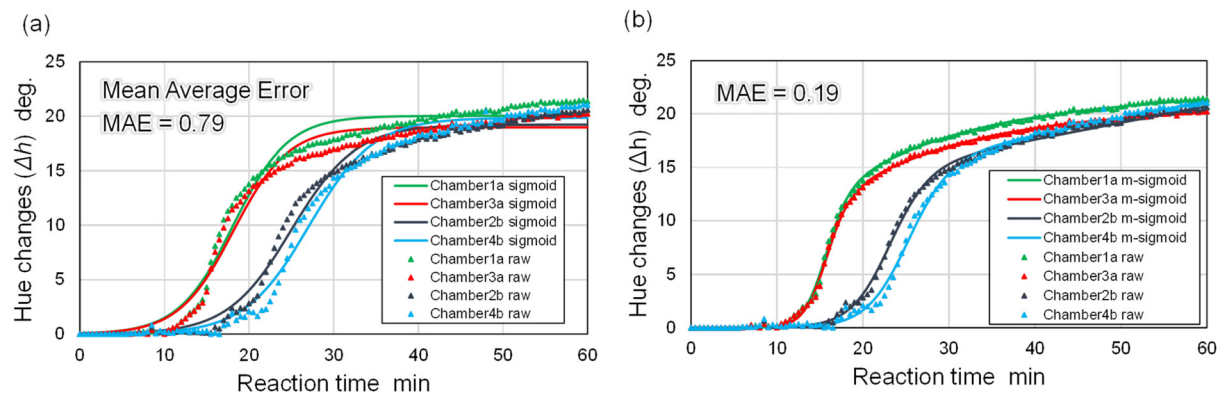 (a)
Mean Average Error
MAE = 0.79
Hue changes (Δh) deg.
25
20
15
10
5
0
0 10 20 30 40 50 60
Reaction time min
Chamber1a sigmoid
Chamber3a sigmoid
Chamber2b sigmoid
Chamber4b sigmoid
Chamber1a raw
Chamber3a raw
Chamber2b raw
Chamber4b raw
(b)
MAE = 0.19
Hue changes (Δh) deg.
25
20
15
10
5
0
0 10 20 30 40 50 60
Reaction time min
Chamber1a m-sigmoid
Chamber3a m-sigmoid
Chamber2b m-sigmoid
Chamber4b m-sigmoid
Chamber1a raw
Chamber3a raw
Chamber2b raw
Chamber4b raw